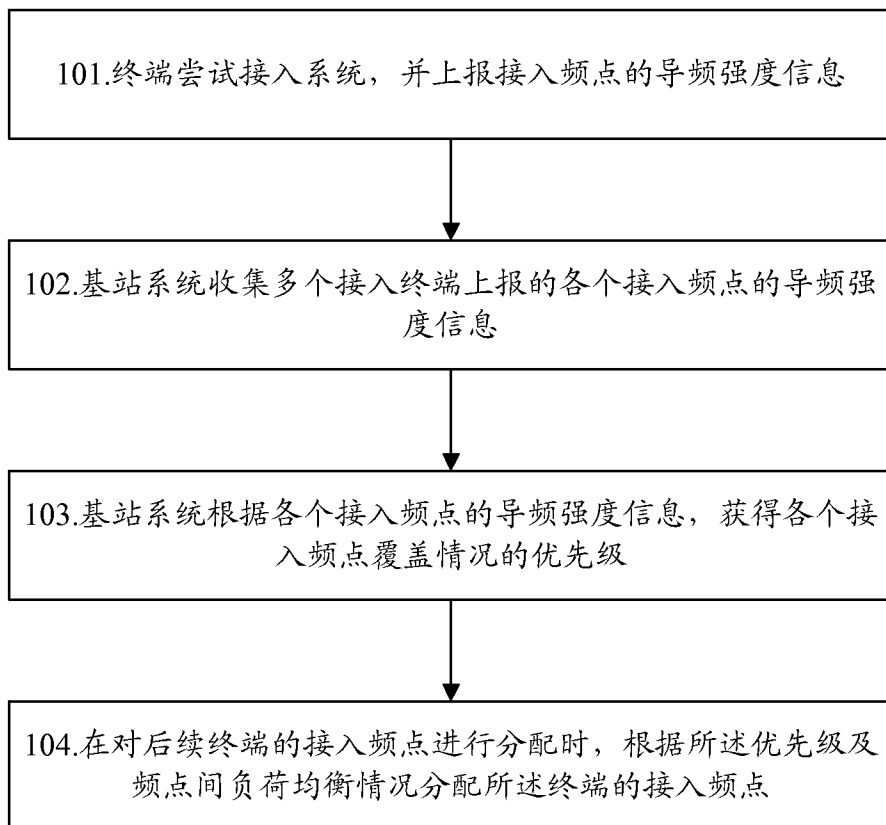 101.终端尝试接入系统，并上报接入频点的导频强度信息
102.基站系统收集多个接入终端上报的各个接入频点的导频强
度信息
103.基站系统根据各个接入频点的导频强度信息，获得各个接
入频点覆盖情况的优先级
104.在对后续终端的接入频点进行分配时，根据所述优先级及
频点间负荷均衡情况分配所述终端的接入频点